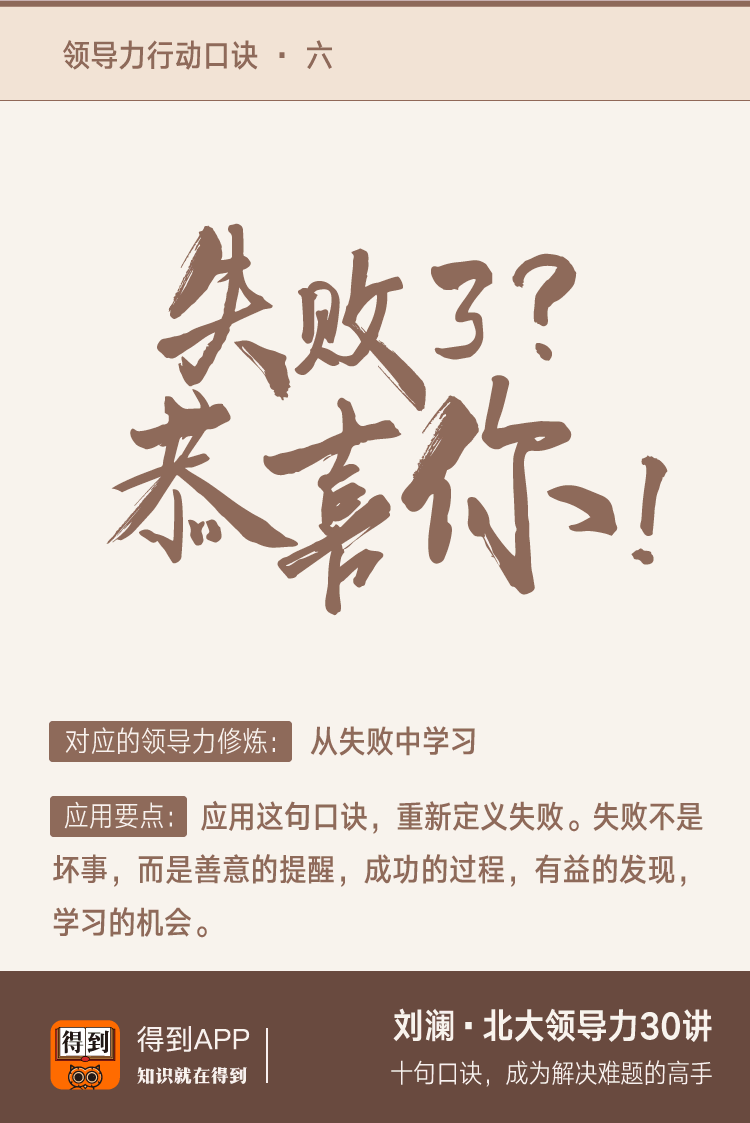 领导力行动口诀 · 六
失败了?
恭喜你!
对应的领导力修炼: 从失败中学习
应用要点: 应用这句口诀，重新定义失败。失败不是
坏事，而是善意的提醒，成功的过程，有益的发现，
学习的机会。
得到
得到APP
知识就在得到
刘澜·北大领导力30讲
十句口诀，成为解决难题的高手